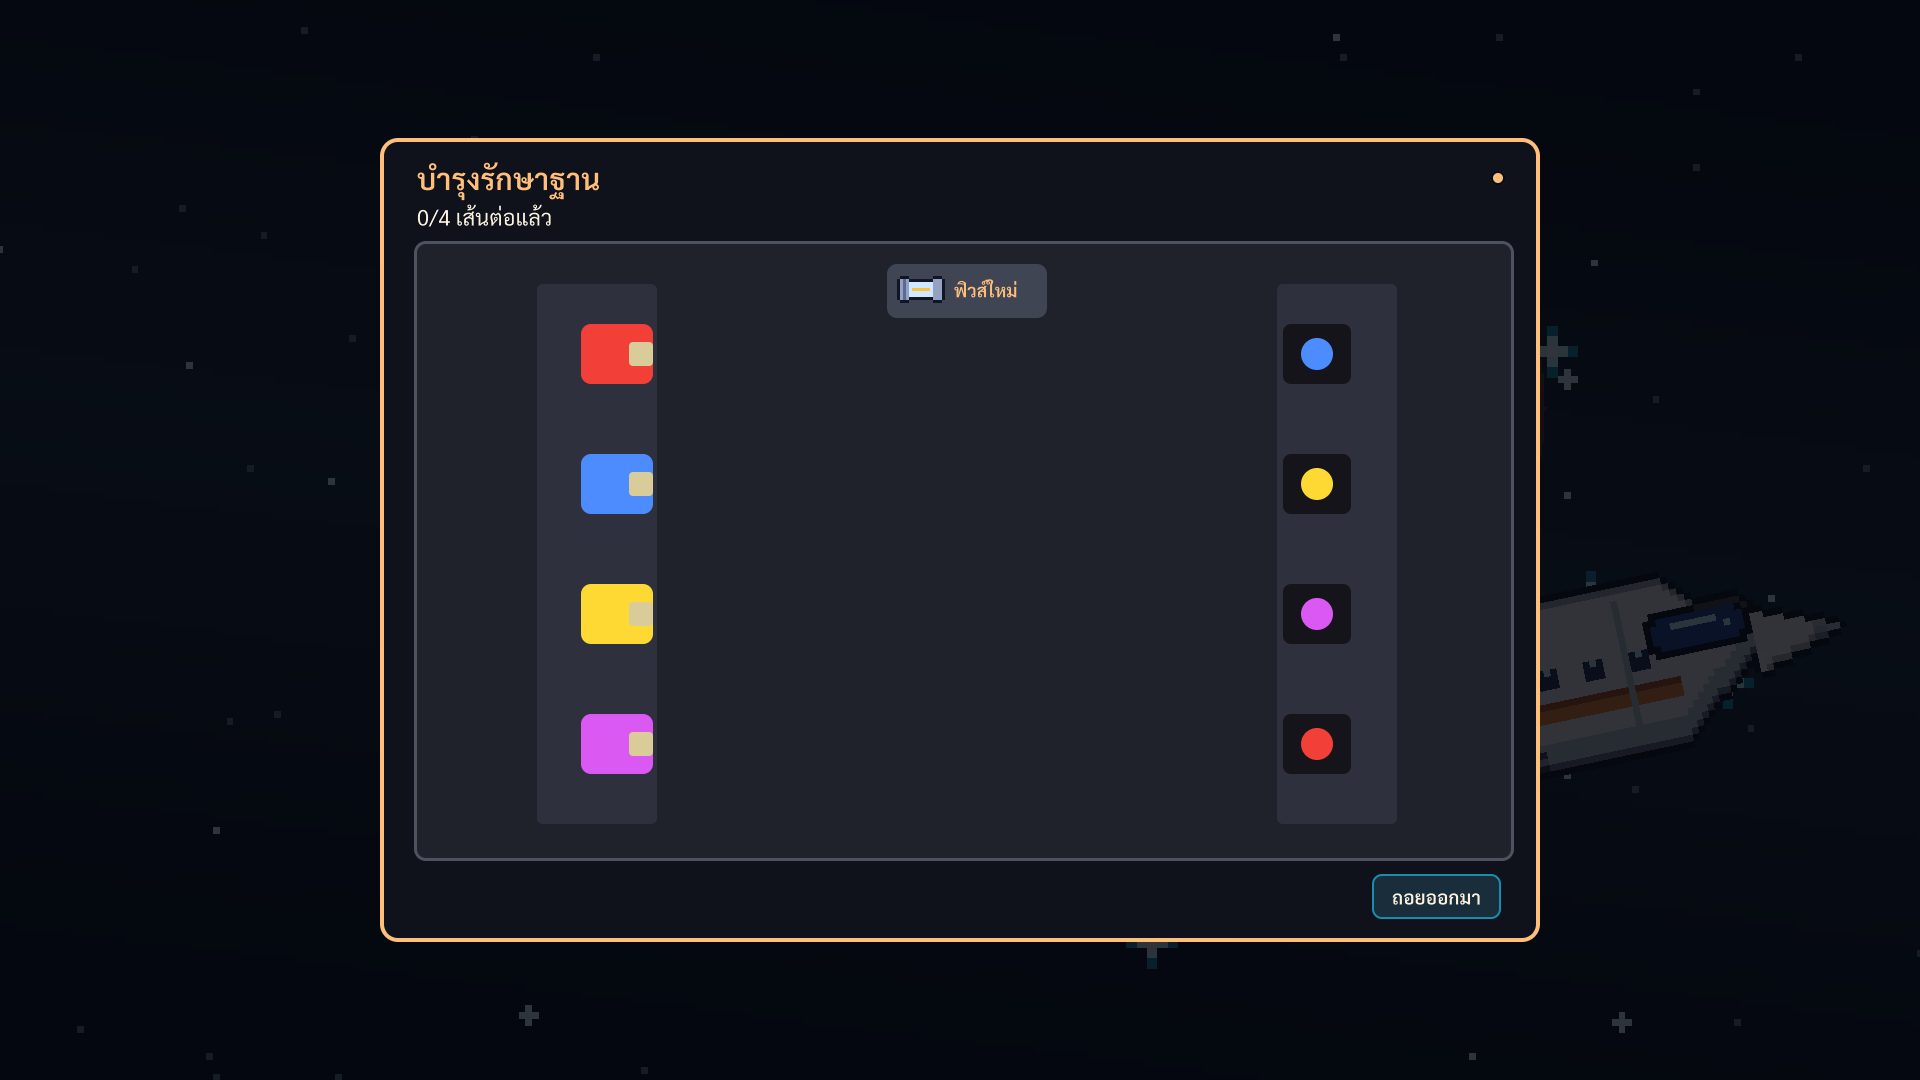 บำรุงรักษาฐาน
0/4 เส้นต่อแล้ว
ฟิวส์ใหม่
ถอยออกมา